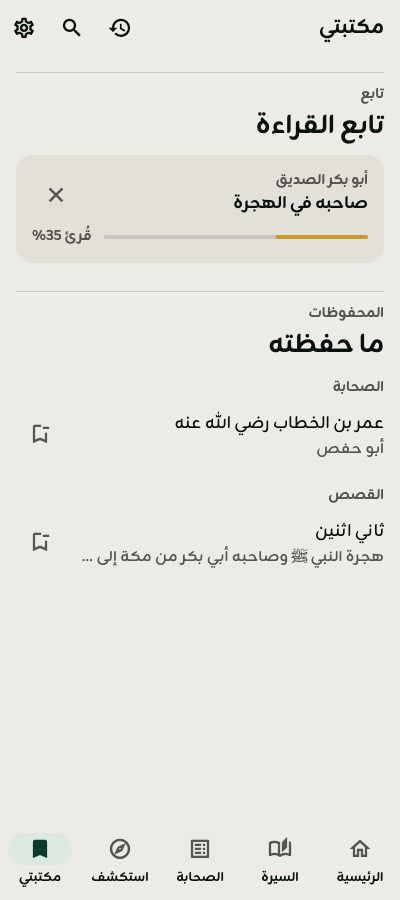 مكتبتي
تابع
تابع القراءة
أبو بكر الصديق
صاحبه في الهجرة
قُرئ 35%
المحفوظات
ما حفظته
الصحابة
عمر بن الخطاب رضي الله عنه
أبو حفص
القصص
ثاني اثنين
هجرة النبي ﷺ وصاحبه أبي بكر من مكة إلى ...
الرئيسية
السيرة
الصحابة
استكشف
مكتبتي